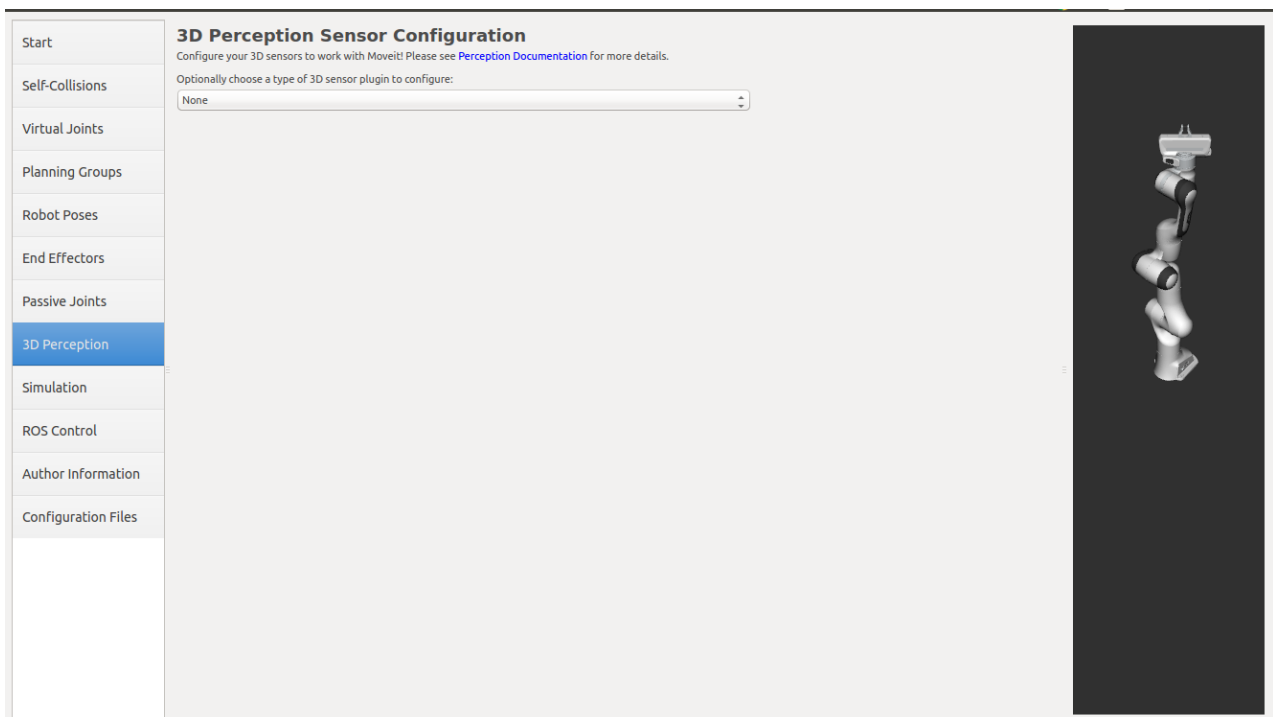 Start
Self-Collisions
Virtual Joints
Planning Groups
Robot Poses
End Effectors
Passive Joints
3D Perception
Simulation
ROS Control
Author Information
Configuration Files
3D Perception Sensor Configuration
Configure your 3D sensors to work with Moveit! Please see Perception Documentation for more details.
Optionally choose a type of 3D sensor plugin to configure:
None